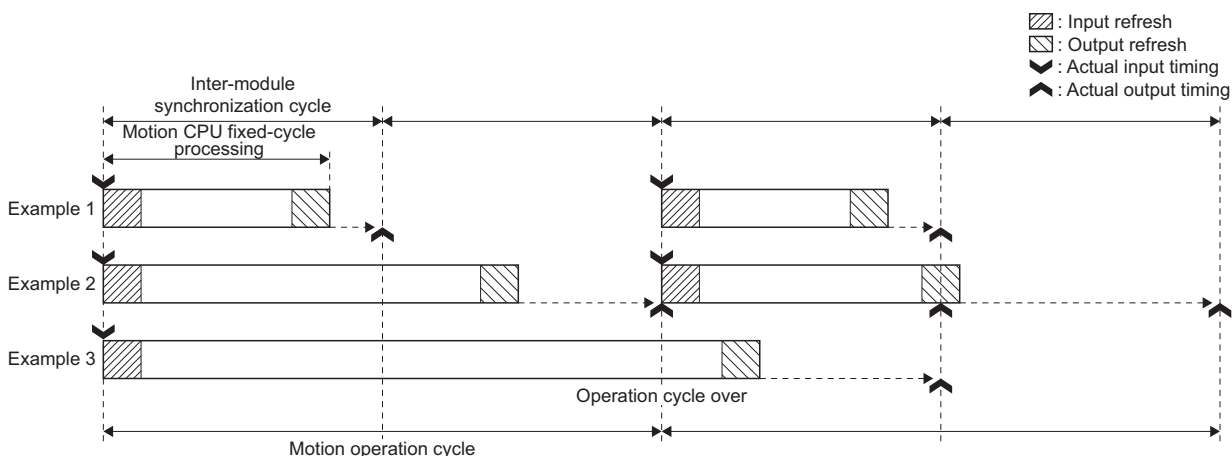 : Input refresh
: Output refresh
: Actual input timing
: Actual output timing
Inter-module
synchronization cycle
Motion CPU fixed-cycle
processing
Example 1
Example 2
Example 3
Operation cycle over
Motion operation cycle